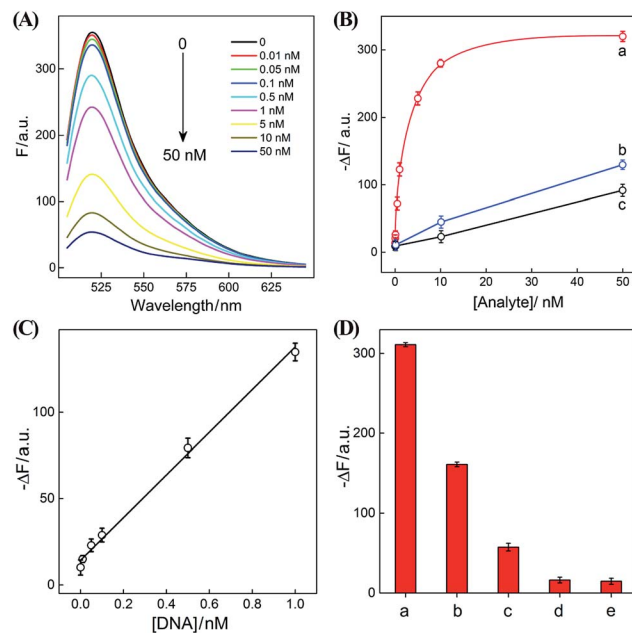 (A)
F/a.u.
300
200
100
0
525
550
575
600
625
Wavelength/nm
0
50 nM
0
0.01 nM
0.05 nM
0.1 nM
0.5 nM
1 nM
5 nM
10 nM
50 nM
(B)
-ΔF/ a.u.
300
200
100
0
0
10
20
30
40
50
[Analyte]/ nM
a
b
c
(C)
-ΔF/a.u.
100
50
0
0.0
0.2
0.4
0.6
0.8
1.0
[DNA]/nM
(D)
-ΔF/a.u.
300
200
100
0
a
b
c
d
e